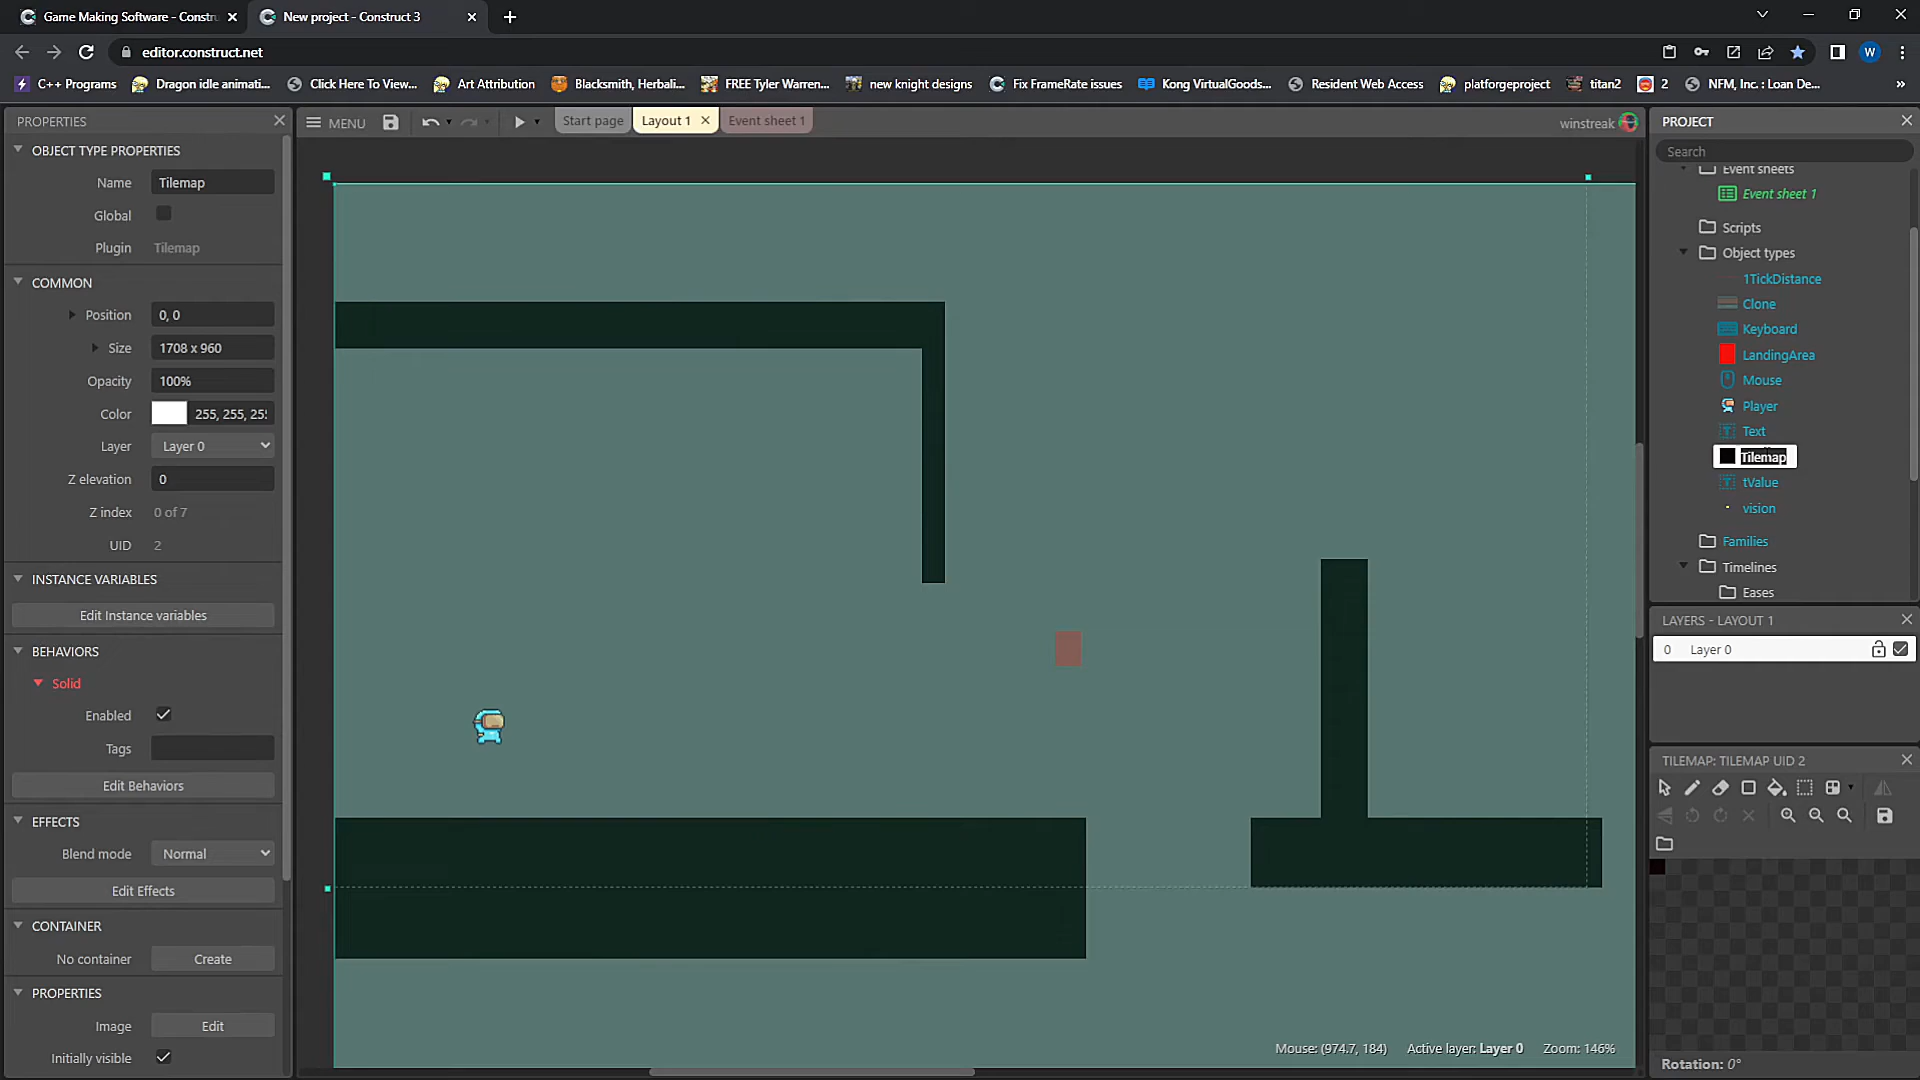 Game Making Software - Constru
New project - Construct 3
editor.construct.net
C++ Programs
Dragon idle animati...
Click Here To View...
Art Attribution
Blacksmith, Herbali...
FREE Tyler Warren...
new knight designs
Fix FrameRate issues
Kong VirtualGoods...
Resident Web Access
platforgeproject
titan2
2
NFM, Inc. : Loan De...
»
W
PROPERTIES
MENU
Start page
Layout 1
Event sheet 1
winstreak
PROJECT
OBJECT TYPE PROPERTIES
Name
Tilemap
Global
Plugin
Tilemap
COMMON
Position
0, 0
Size
1708 x 960
Opacity
100%
Color
255, 255, 25
Layer
Layer 0
Z elevation
0
Z index
0 of 7
UID
2
INSTANCE VARIABLES
Edit Instance variables
BEHAVIORS
Solid
Enabled
Tags
Edit Behaviors
EFFECTS
Blend mode
Normal
Edit Effects
CONTAINER
No container
Create
PROPERTIES
Image
Edit
Initially visible
Mouse: (974.7, 184)
Active layer: Layer 0
Zoom: 146%
Search
Event sheets
Event sheet 1
Scripts
Object types
1TickDistance
Clone
Keyboard
LandingArea
Mouse
Player
Text
Tilemap
tValue
vision
Families
Timelines
Eases
LAYERS - LAYOUT 1
0
Layer 0
TILEMAP: TILEMAP UID 2
Rotation: 0°